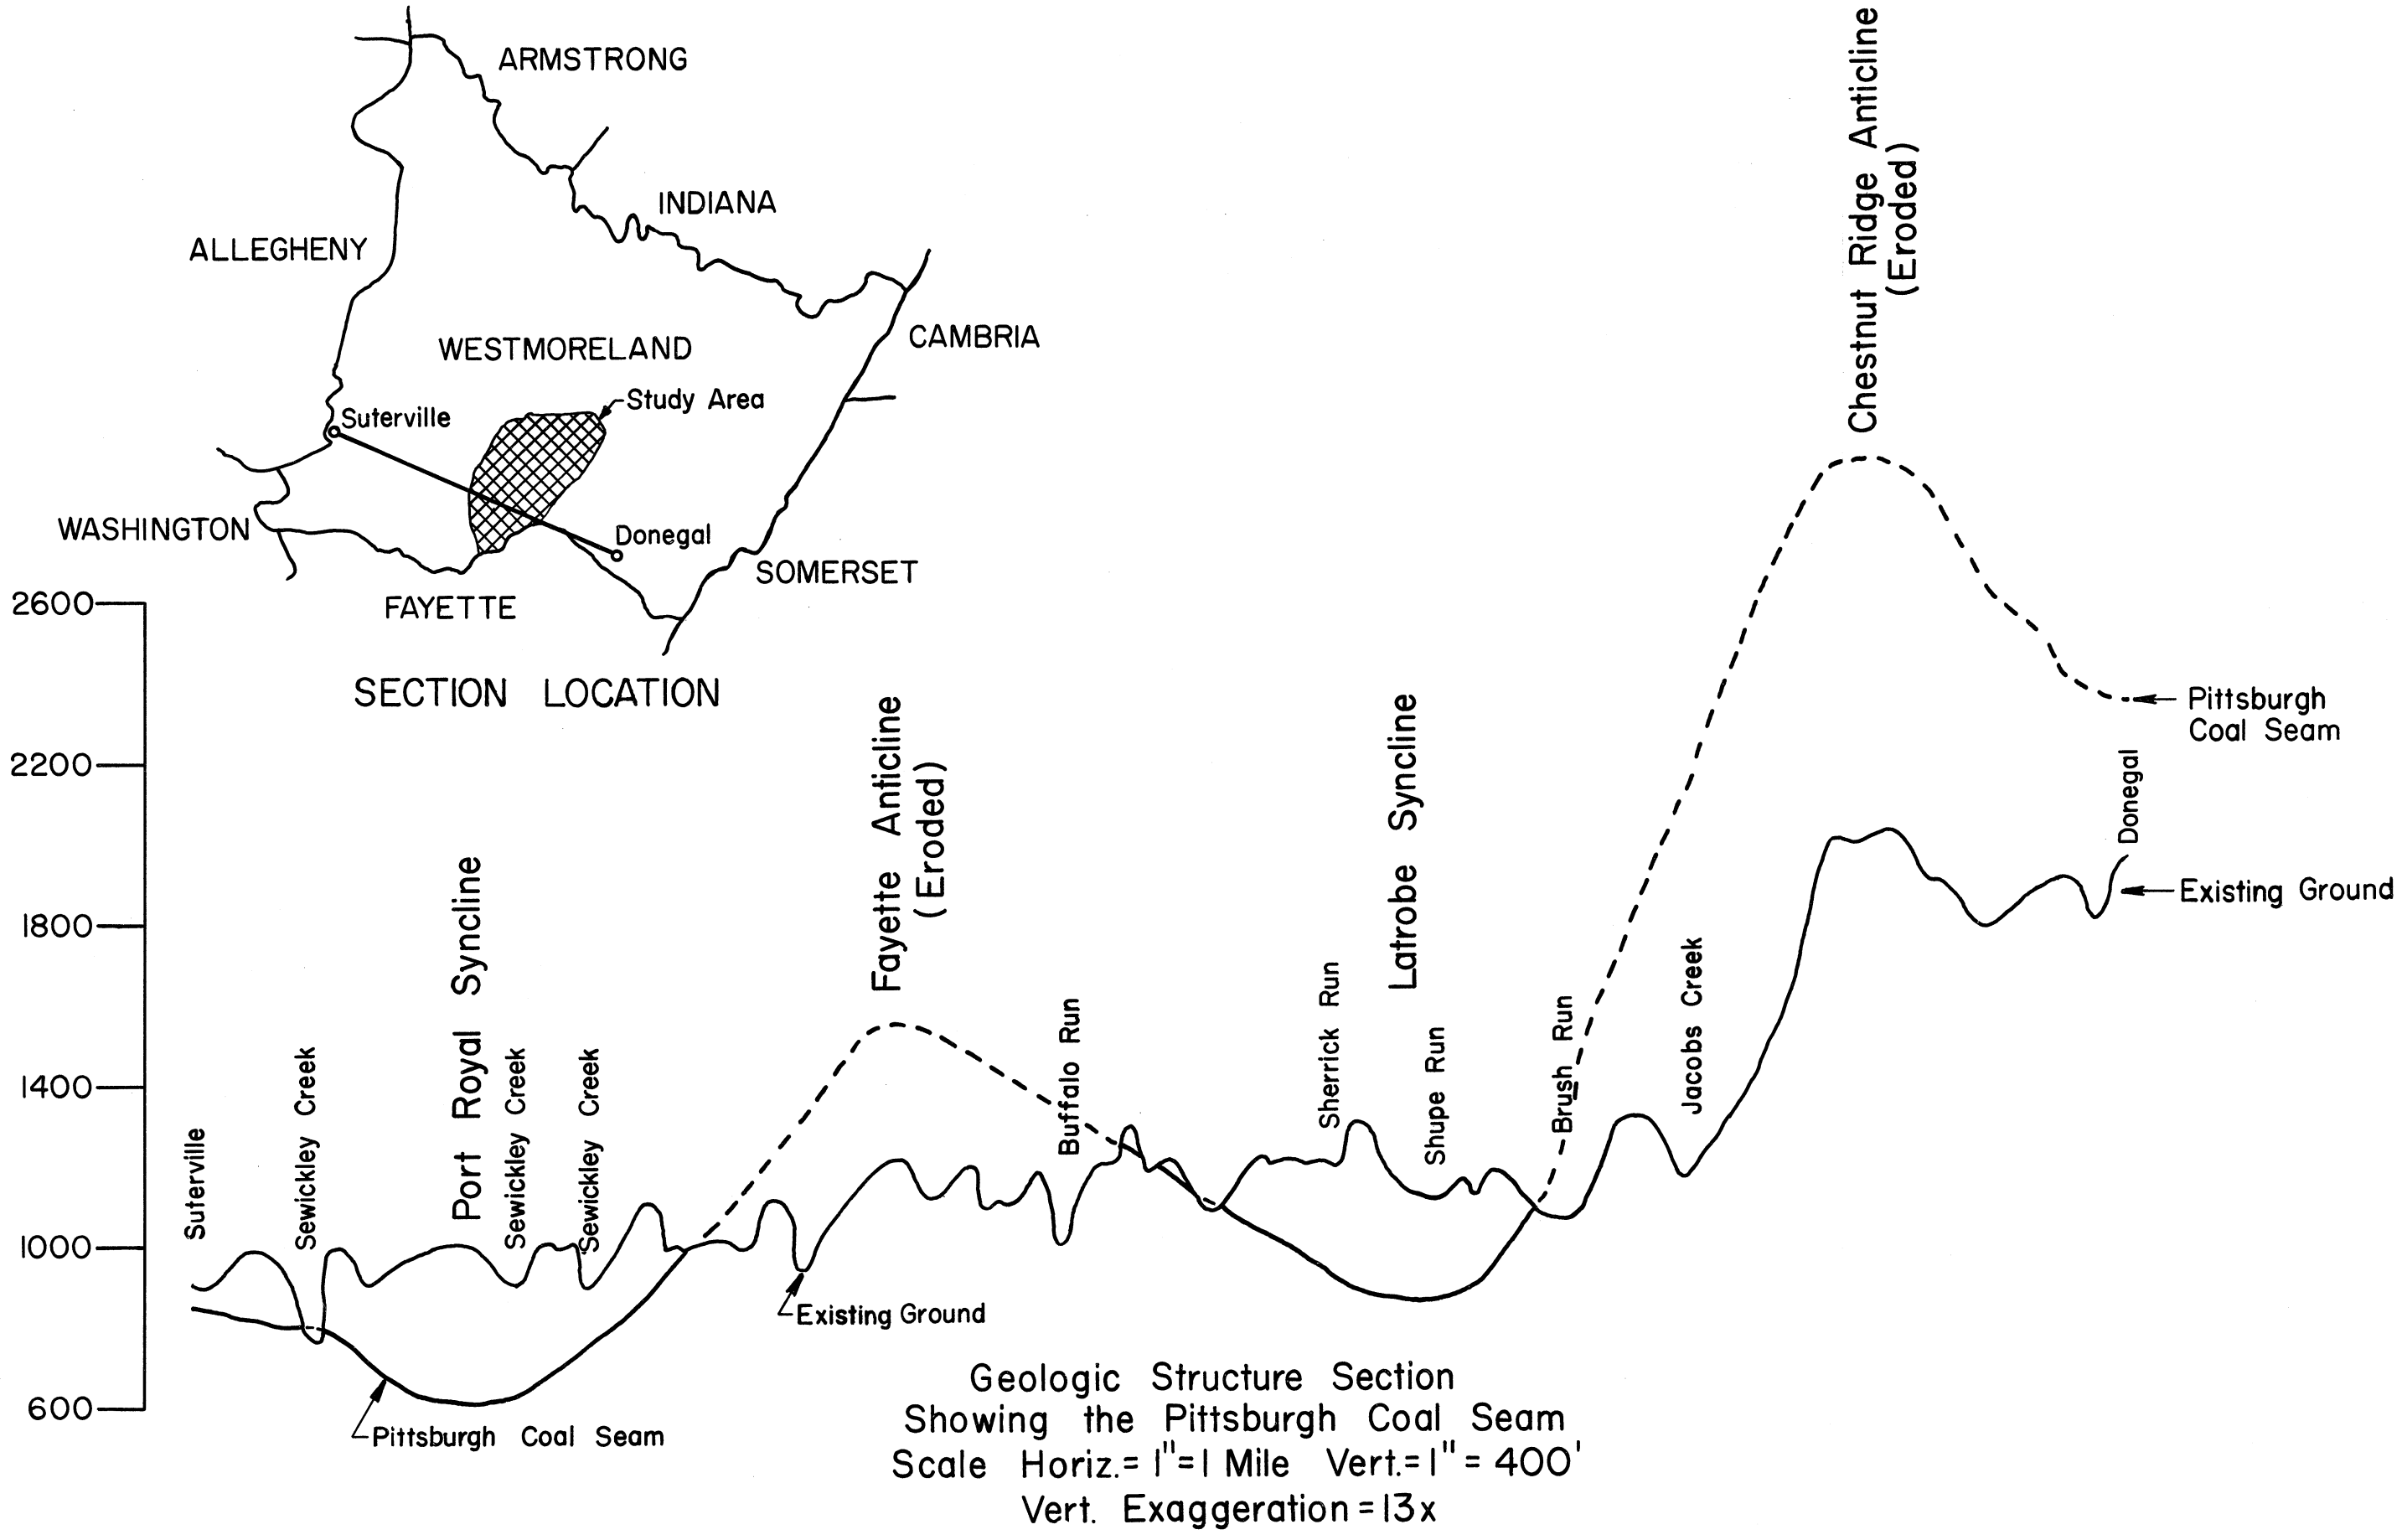 ARMSTRONG
INDIANA
ALLEGHENY
CAMBRIA
WESTMORELAND
Study Area
Suterville
Donegal
WASHINGTON
SOMERSET
FAYETTE
SECTION LOCATION
2600
2200
1800
1400
1000
600
Suterville
Sewickley Creek
Port Royal Syncline
Sewickley Creek
Sewickley Creek
Fayette Anticline
(Eroded)
Buffalo Run
Sherrick Run
Latrobe Syncline
Shupe Run
Brush Run
Jacobs Creek
Chestnut Ridge Anticline
(Eroded)
Donegal
Pittsburgh
Coal Seam
Existing Ground
Existing Ground
Pittsburgh Coal Seam
Geologic Structure Section
Showing the Pittsburgh Coal Seam
Scale Horiz.= 1"=1 Mile Vert.= 1" = 400'
Vert. Exaggeration = 13x